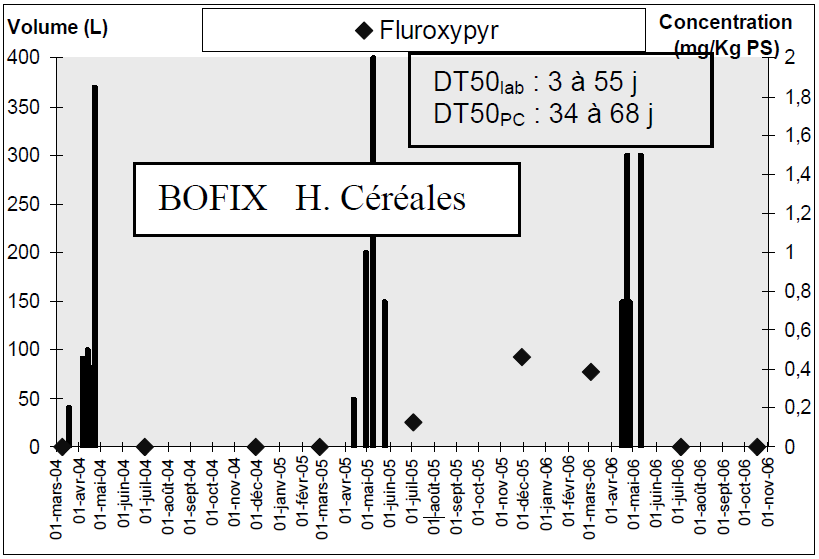 Volume (L)
Fluroxypyr
Concentration
(mg/Kg PS)
DT50lab : 3 à 55 j
DT50PC : 34 à 68 j
BOFIX H. Céréales
400
350
300
250
200
150
100
50
0
2
1,8
1,6
1,4
1,2
1
0,8
0,6
0,4
0,2
0
01-mars-04
01-avr-04
01-mai-04
01-juin-04
01-juil-04
01-août-04
01-sept-04
01-oct-04
01-nov-04
01-déc-04
01-janv-05
01-févr-05
01-mars-05
01-avr-05
01-mai-05
01-juin-05
01-juil-05
01-août-05
01-sept-05
01-oct-05
01-nov-05
01-déc-05
01-janv-06
01-févr-06
01-mars-06
01-avr-06
01-mai-06
01-juin-06
01-juil-06
01-août-06
01-sept-06
01-oct-06
01-nov-06